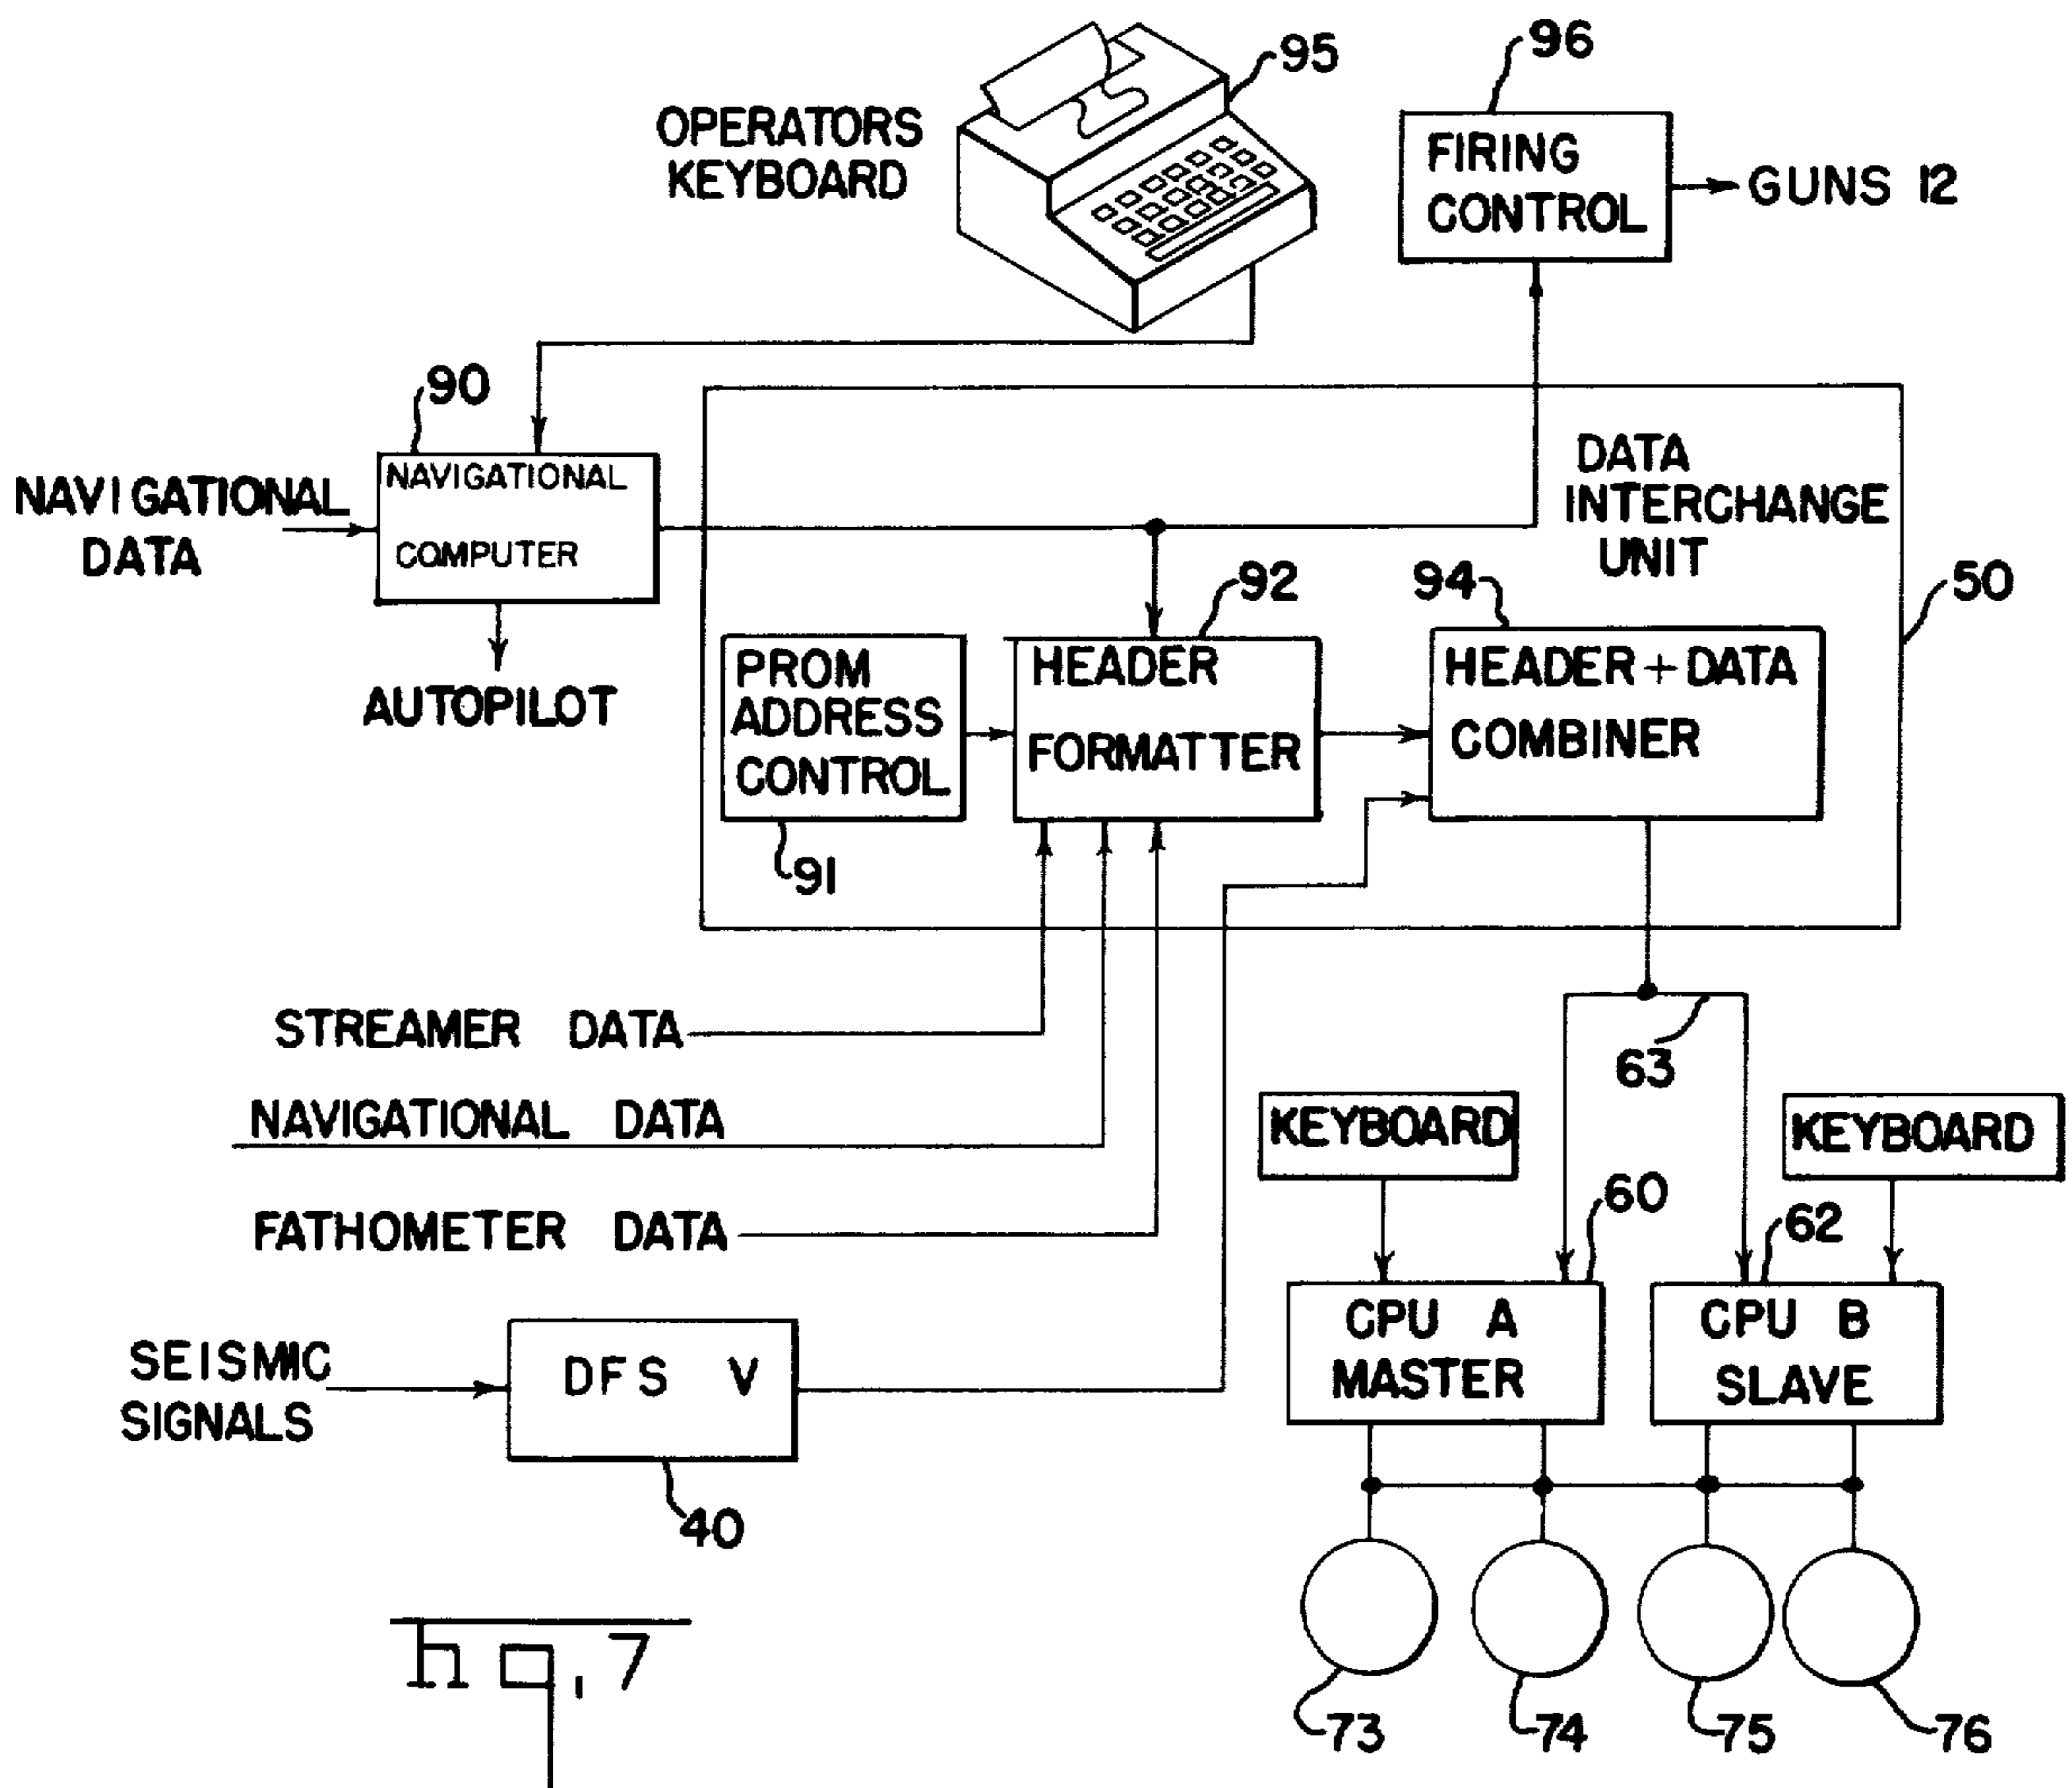 95
96
OPERATORS
KEYBOARD
FIRING
CONTROL
GUNS 12
90
NAVIGATIONAL
DATA
NAVIGATIONAL
COMPUTER
AUTOPILOT
DATA
INTERCHANGE
UNIT
50
92
94
PROM
ADDRESS
CONTROL
91
HEADER
FORMATTER
HEADER + DATA
COMBINER
STREAMER DATA
NAVIGATIONAL DATA
FATHOMETER DATA
63
KEYBOARD
KEYBOARD
60
62
SEISMIC
SIGNALS
DFS V
40
CPU A
MASTER
CPU B
SLAVE
73
74
75
76
Fig. 7